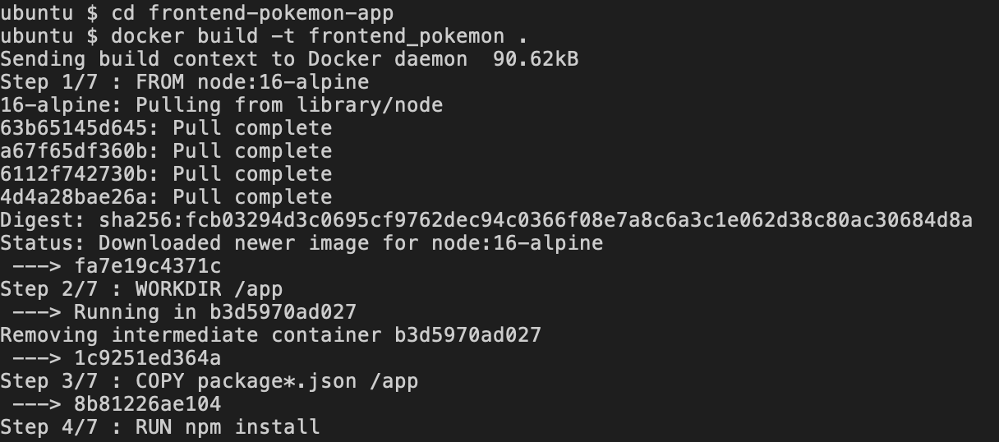 ubuntu $ cd frontend-pokemon-app
ubuntu $ docker build -t frontend_pokemon .
Sending build context to Docker daemon  90.62kB
Step 1/7 : FROM node:16-alpine
16-alpine: Pulling from library/node
63b65145d645: Pull complete
a67f65df360b: Pull complete
6112f742730b: Pull complete
4d4a28bae26a: Pull complete
Digest: sha256:fcb03294d3c0695cf9762dec94c0366f08e7a8c6a3c1e062d38c80ac30684d8a
Status: Downloaded newer image for node:16-alpine
 ---> fa7e19c4371c
Step 2/7 : WORKDIR /app
 ---> Running in b3d5970ad027
Removing intermediate container b3d5970ad027
 ---> 1c9251ed364a
Step 3/7 : COPY package*.json /app
 ---> 8b81226ae104
Step 4/7 : RUN npm install